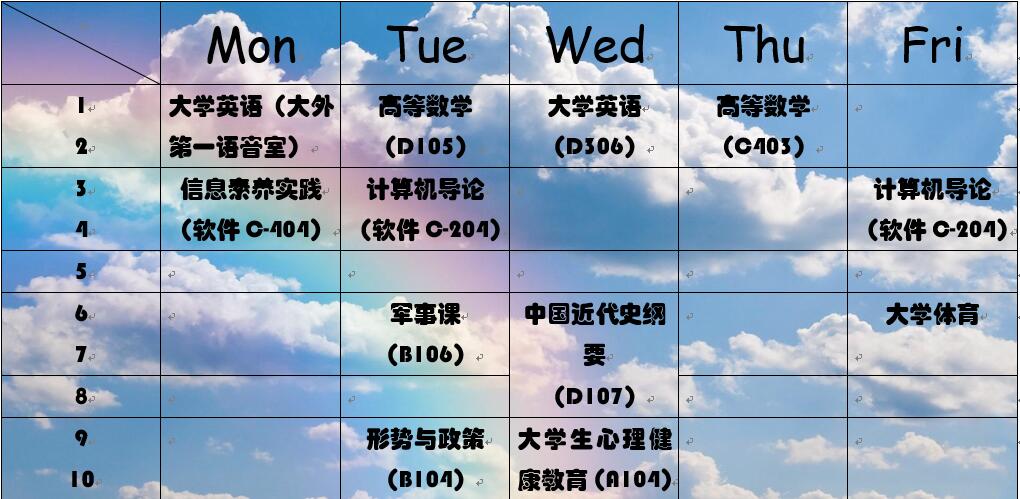 Mon Tue Wed Thu Fri
1 大学英语（大外 高等数学 大学英语 高等数学
2 第一语音室） （D105） （D306） （C403）
3 信息素养实践 计算机导论 计算机导论
4 （软件 C-404） （软件 C-204） （软件 C-204）
5
6 军事课 中国近代史纲 大学体育
7 （B106） 要
8 （D107）
9 形势与政策 大学生心理健
10 （B104） 康教育 (A104)